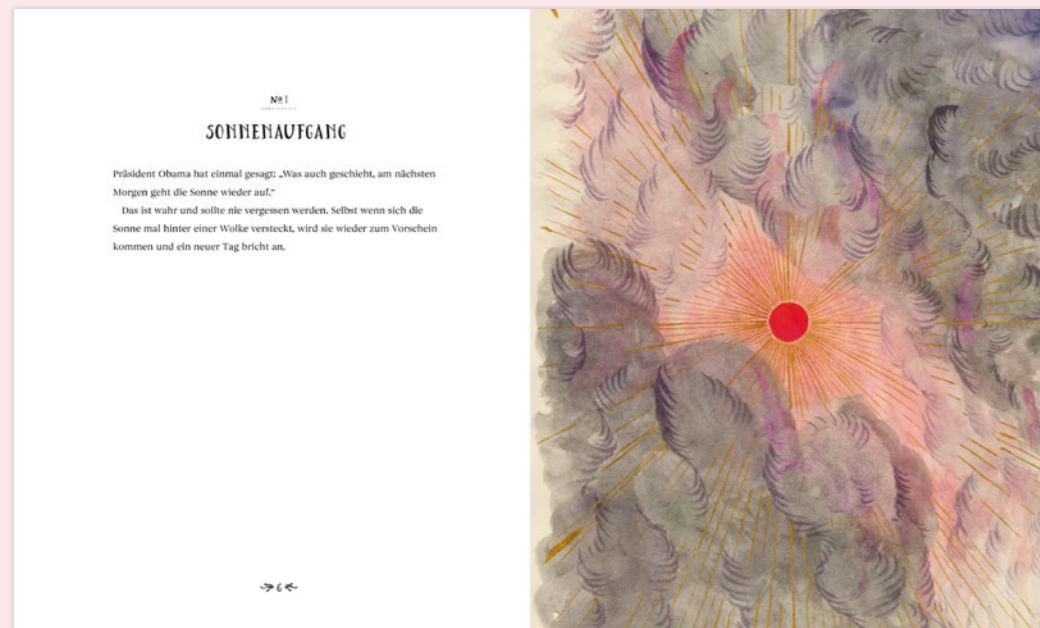 Nº 1
SONNENAUFGANG
Präsident Obama hat einmal gesagt: „Was auch geschieht, am nächsten
Morgen geht die Sonne wieder auf.“
Das ist wahr und sollte nie vergessen werden. Selbst wenn sich die
Sonne mal hinter einer Wolke versteckt, wird sie wieder zum Vorschein
kommen und ein neuer Tag bricht an.
6